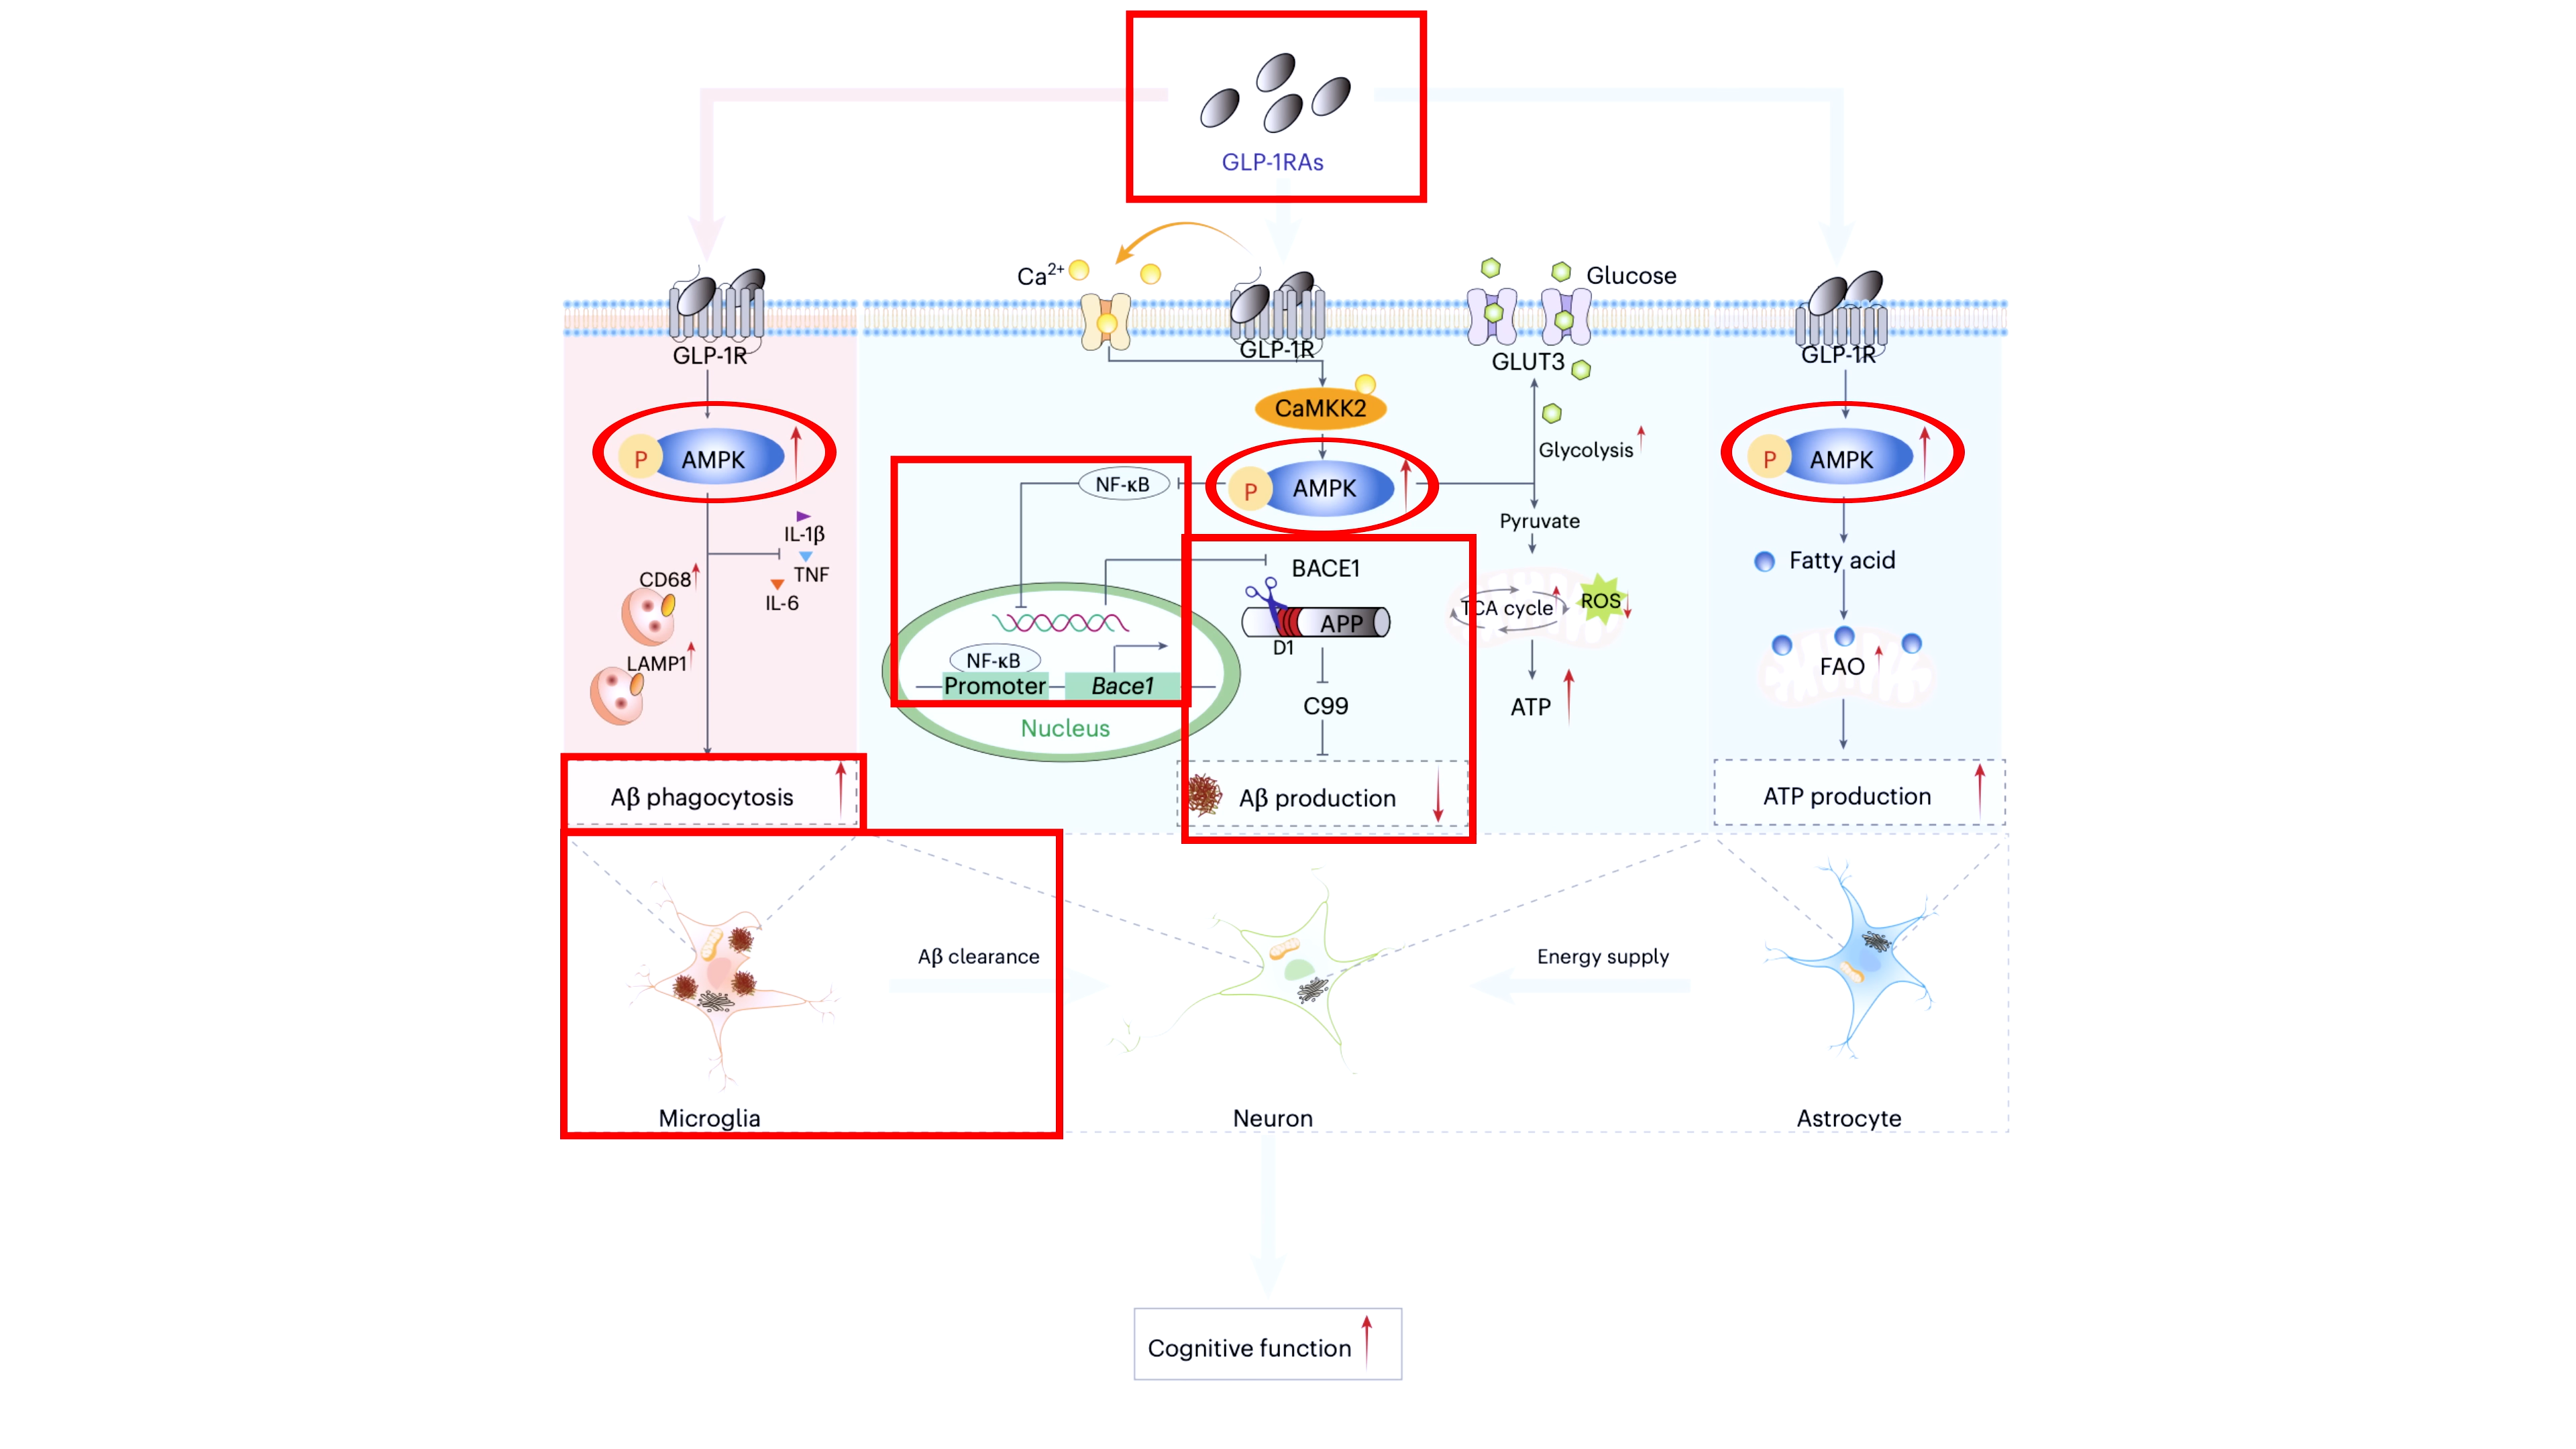 GLP-1RAs
Ca2+
Glucose
GLP-1R
GLP-1R
GLUT3
GLP-1R
CaMKK2
P AMPK
Glycolysis
P AMPK
NF-κB
P AMPK
Pyruvate
IL-1β
TNF
CD68
IL-6
BACE1
Fatty acid
TCA cycle
ROS
APP
D1
LAMP1
NF-κB
FAO
Promoter
Bace1
C99
ATP
Nucleus
Aβ phagocytosis
Aβ production
ATP production
Aβ clearance
Energy supply
Microglia
Neuron
Astrocyte
Cognitive function